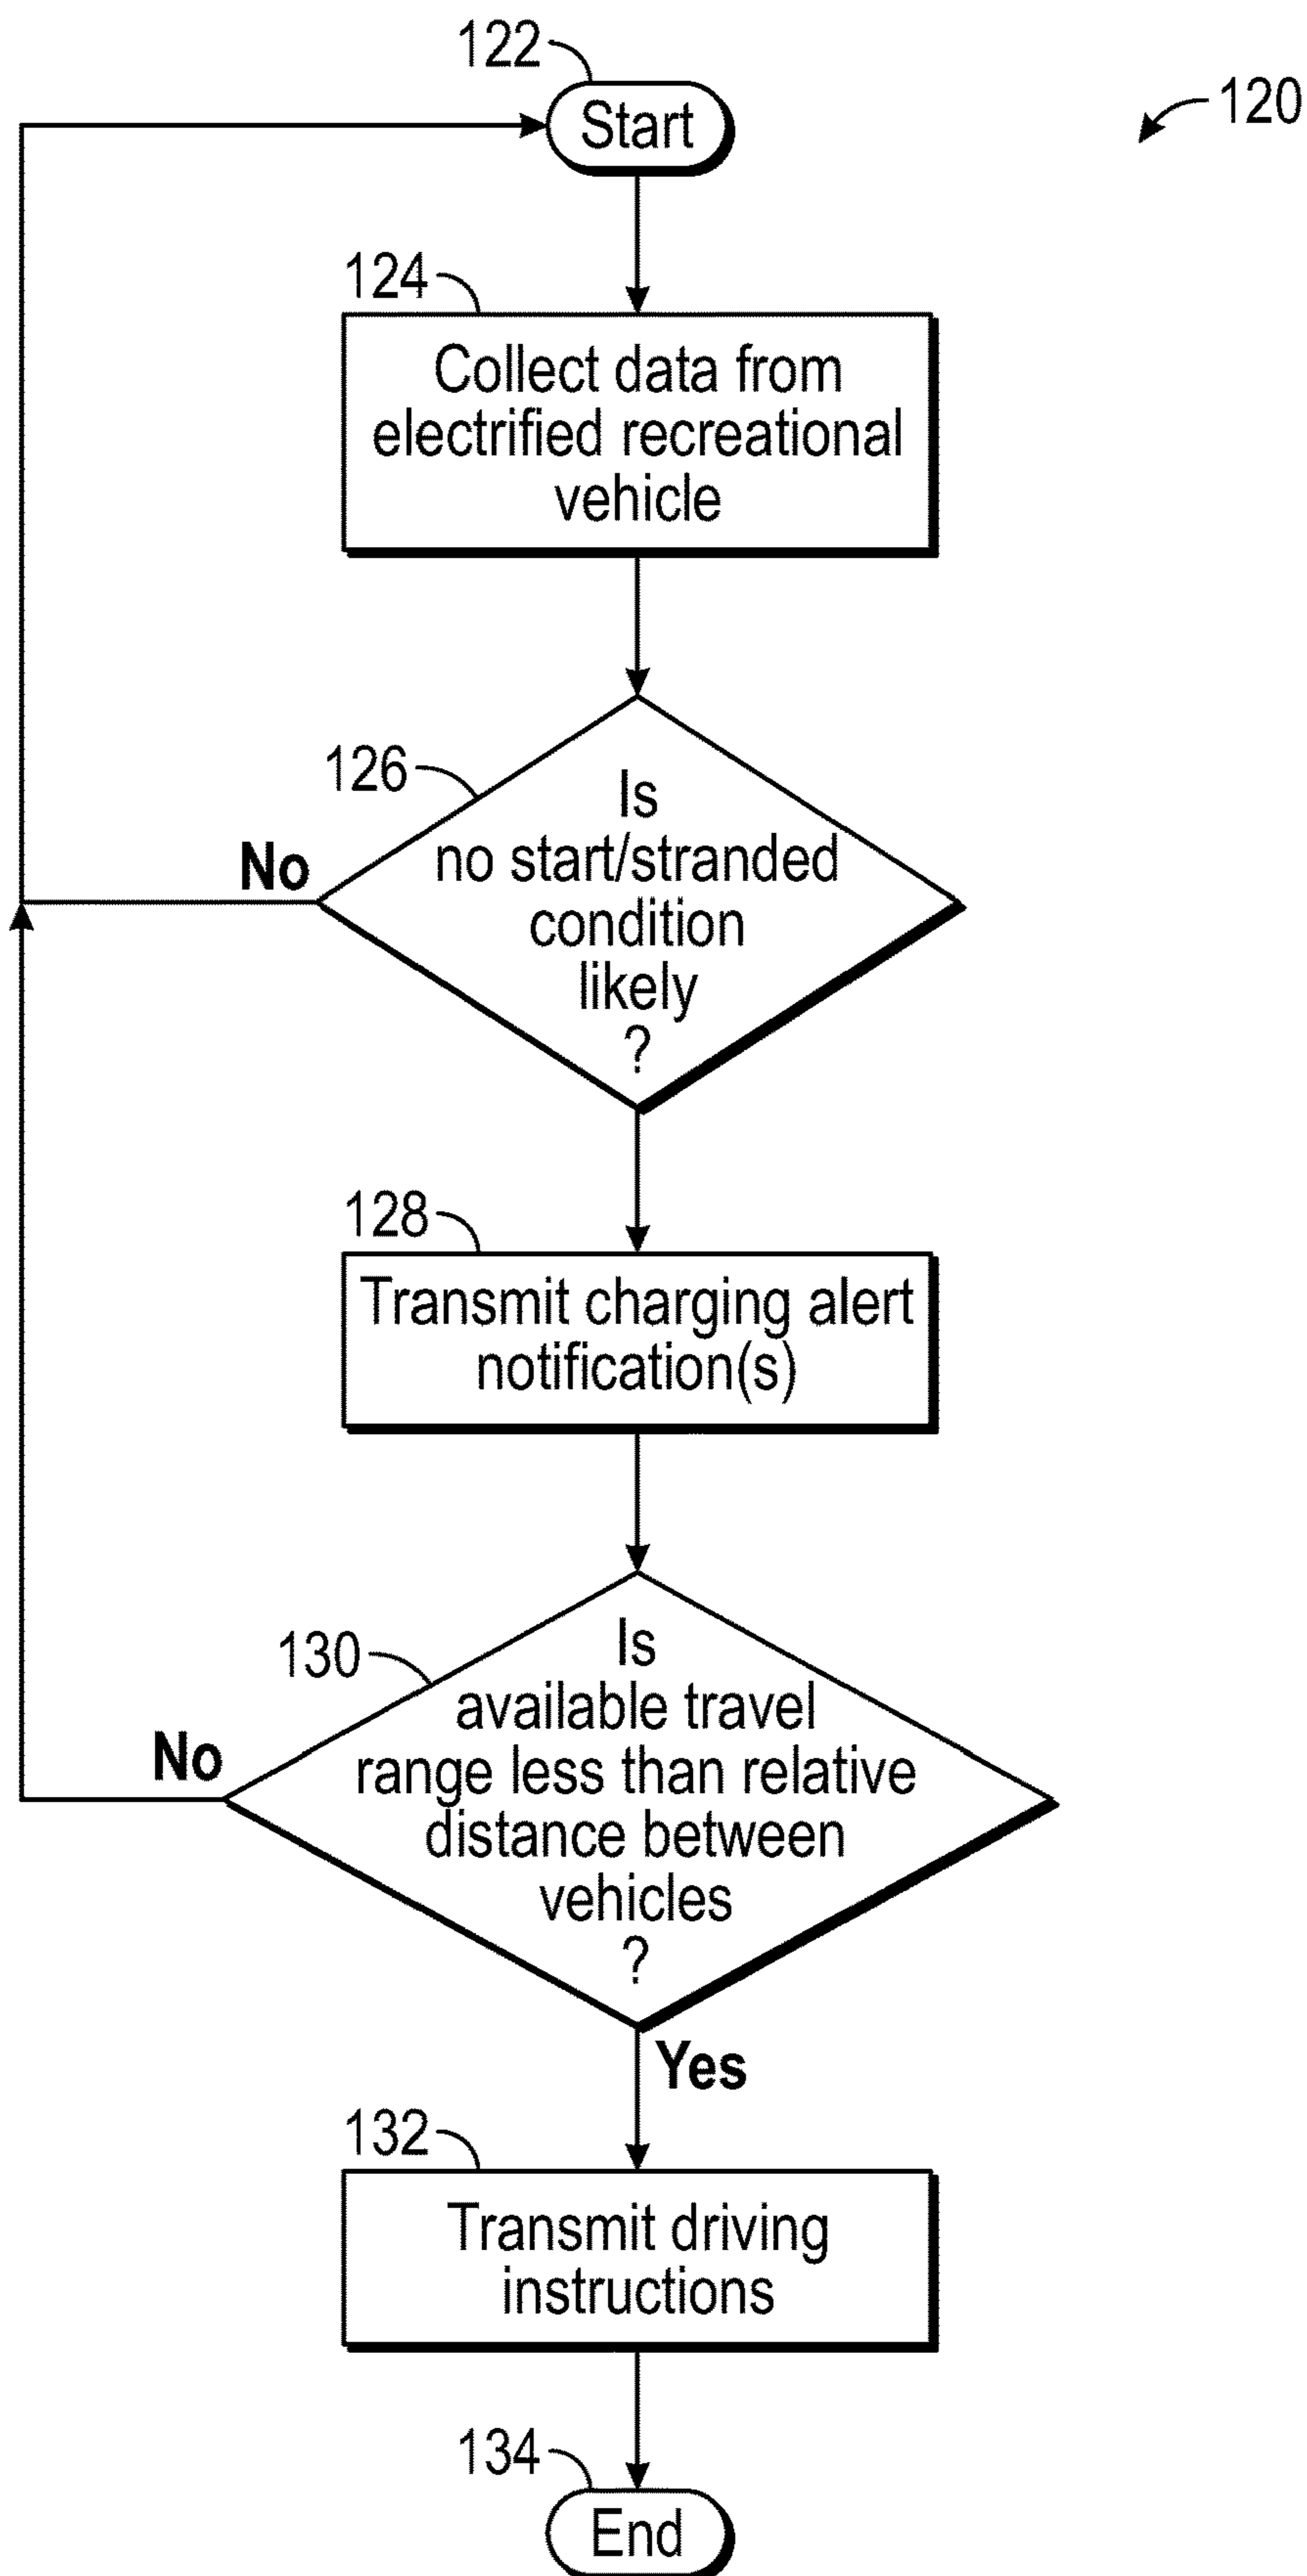 122
Start
120
124
Collect data from
electrified recreational
vehicle
126
Is
no start/stranded
condition
likely
?
No
128
Transmit charging alert
notification(s)
130
Is
available travel
range less than relative
distance between
vehicles
?
No
Yes
132
Transmit driving
instructions
134
End